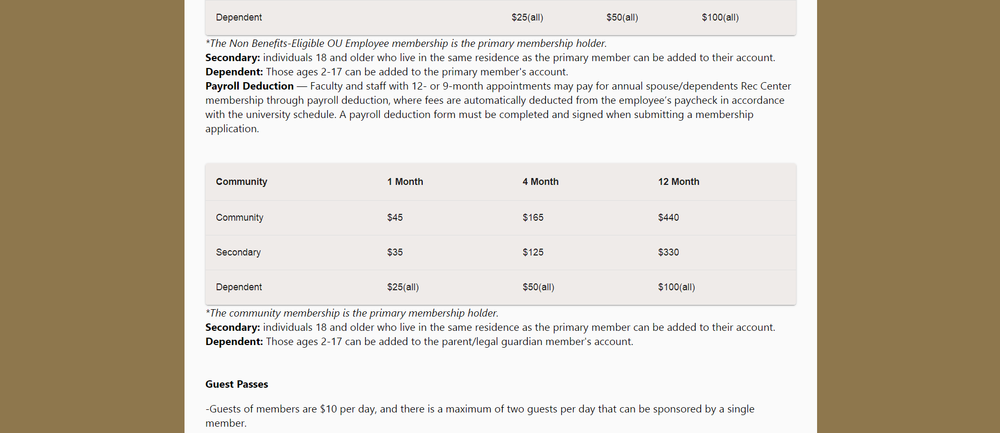 Dependent $25(all) $50(all) $100(all)
*The Non Benefits-Eligible OU Employee membership is the primary membership holder.
Secondary: individuals 18 and older who live in the same residence as the primary member can be added to their account.
Dependent: Those ages 2-17 can be added to the primary member's account.
Payroll Deduction — Faculty and staff with 12- or 9-month appointments may pay for annual spouse/dependents Rec Center
membership through payroll deduction, where fees are automatically deducted from the employee’s paycheck in accordance
with the university schedule. A payroll deduction form must be completed and signed when submitting a membership
application.
Community 1 Month 4 Month 12 Month
Community $45 $165 $440
Secondary $35 $125 $330
Dependent $25(all) $50(all) $100(all)
*The community membership is the primary membership holder.
Secondary: individuals 18 and older who live in the same residence as the primary member can be added to their account.
Dependent: Those ages 2-17 can be added to the parent/legal guardian member's account.
Guest Passes
-Guests of members are $10 per day, and there is a maximum of two guests per day that can be sponsored by a single
member.